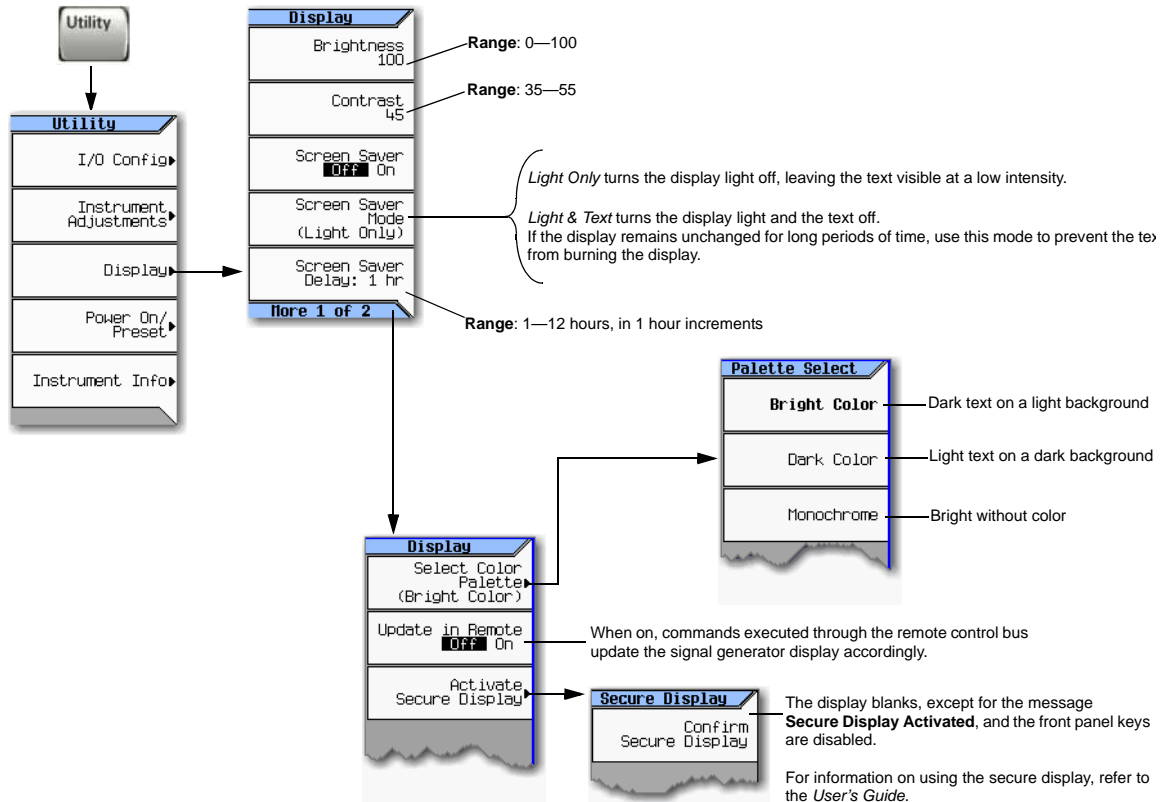 Utility
Utility
I/O Config
Instrument
Adjustments
Display
Power On/
Preset
Instrument Info
Display
Brightness
100
Contrast
45
Screen Saver
Off On
Screen Saver
Mode
(Light Only)
Screen Saver
Delay: 1 hr
More 1 of 2
Range: 0—100
Range: 35—55
Light Only turns the display light off, leaving the text visible at a low intensity.
Light & Text turns the display light and the text off.
If the display remains unchanged for long periods of time, use this mode to prevent the tex
from burning the display.
Range: 1—12 hours, in 1 hour increments
Palette Select
Bright Color
Dark Color
Monochrome
Dark text on a light background
Light text on a dark background
Bright without color
Display
Select Color
Palette
(Bright Color)
Update in Remote
Off On
Activate
Secure Display
When on, commands executed through the remote control bus
update the signal generator display accordingly.
Secure Display
Confirm
Secure Display
The display blanks, except for the message
Secure Display Activated, and the front panel keys
are disabled.
For information on using the secure display, refer to
the User's Guide.